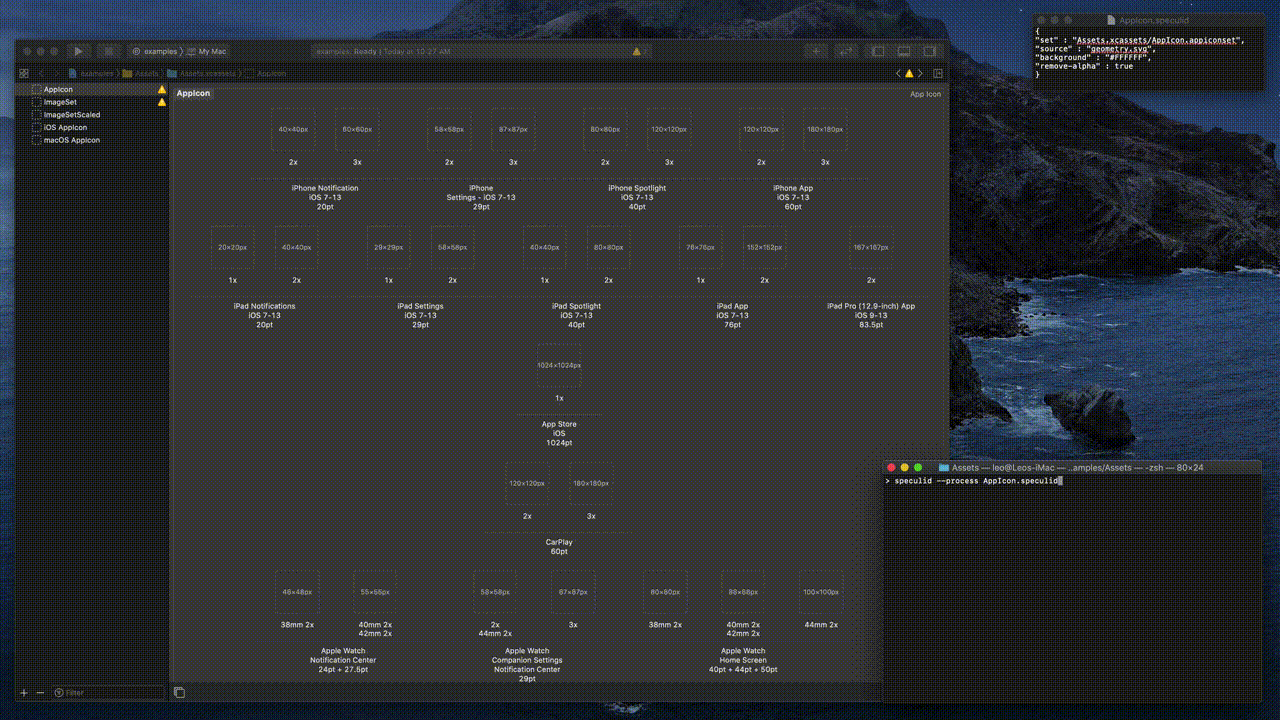 AppIcon.speculid
{
"set" : "Assets.xcassets/AppIcon.appiconset",
"source" : "geometry.svg",
"background" : "#FFFFFF",
"remove-alpha" : true
}
examples > My Mac
examples: Ready | Today at 10:27 AM
examples > Assets > Assets.xcassets > AppIcon
AppIcon
ImageSet
ImageSetScaled
iOS AppIcon
macOS AppIcon
AppIcon
App Icon
40×40px 60×60px 58×58px 87×87px 80×80px 120×120px 120×120px 180×180px
2x 3x 2x 3x 2x 3x 2x 3x
iPhone Notification
iOS 7-13
20pt
iPhone
Settings - iOS 7-13
29pt
iPhone Spotlight
iOS 7-13
40pt
iPhone App
iOS 7-13
60pt
20×20px 40×40px 29×29px 58×58px 40×40px 80×80px 76×76px 152×152px 167×167px
1x 2x 1x 2x 1x 2x 1x 2x 2x
iPad Notifications
iOS 7-13
20pt
iPad Settings
iOS 7-13
29pt
iPad Spotlight
iOS 7-13
40pt
iPad App
iOS 7-13
76pt
iPad Pro (12.9-inch) App
iOS 9-13
83.5pt
1024×1024px
1x
App Store
iOS
1024pt
120×120px 180×180px
2x 3x
CarPlay
60pt
48×48px 55×55px 58×58px 87×87px 80×80px 88×88px 100×100px
38mm 2x
40mm 2x
42mm 2x
2x
44mm 2x
3x
38mm 2x
40mm 2x
42mm 2x
44mm 2x
Apple Watch
Notification Center
24pt + 27.5pt
Apple Watch
Companion Settings
Notification Center
29pt
Apple Watch
Home Screen
40pt + 44pt + 50pt
Filter
Assets — leo@Leos-iMac — ..amples/Assets — -zsh — 80×24
> speculid --process AppIcon.speculid